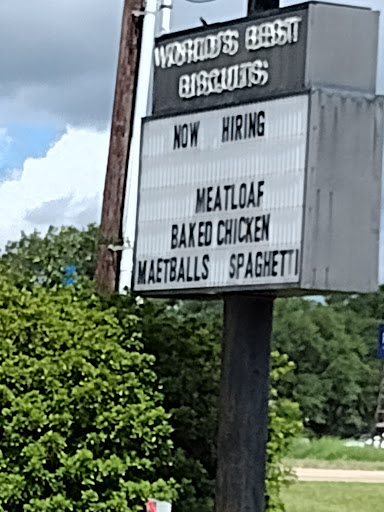 WORLD'S BEST
BISCUITS
NOW HIRING
MEATLOAF
BAKED CHICKEN
MAETBALLS SPAGHETTI